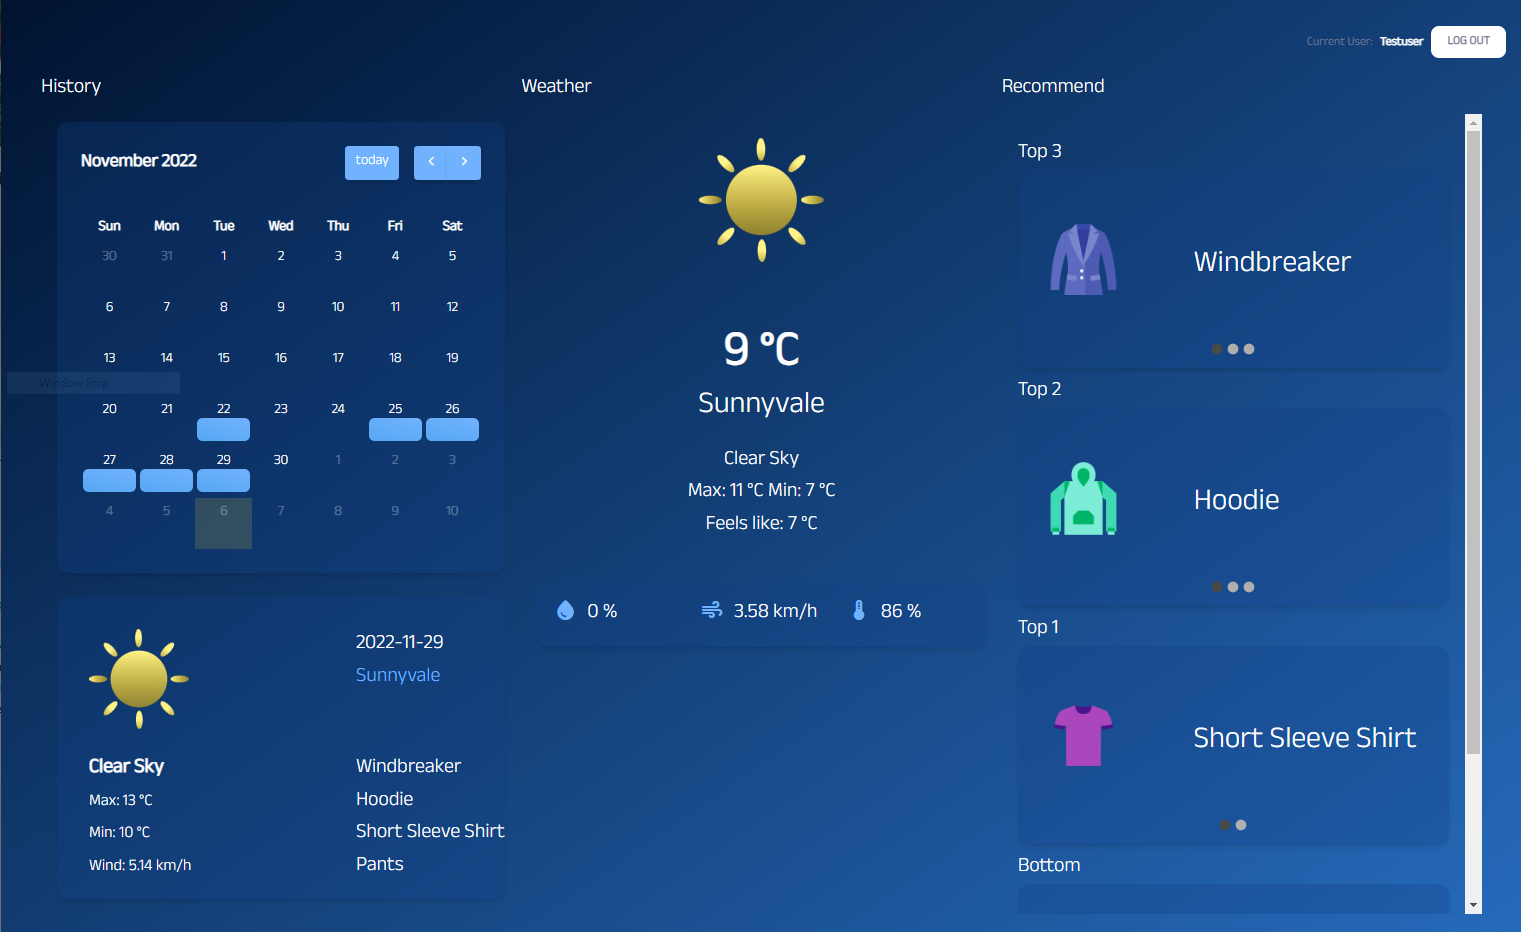 Current User: Testuser LOG OUT
History
November 2022
today
Sun Mon Tue Wed Thu Fri Sat
30 31 1 2 3 4 5
6 7 8 9 10 11 12
13 14 15 16 17 18 19
Window Snip
20 21 22 23 24 25 26
27 28 29 30 1 2 3
4 5 6 7 8 9 10
2022-11-29
Sunnyvale
Clear Sky
Max: 13 °C
Min: 10 °C
Wind: 5.14 km/h
Windbreaker
Hoodie
Short Sleeve Shirt
Pants
Weather
9 °C
Sunnyvale
Clear Sky
Max: 11 °C Min: 7 °C
Feels like: 7 °C
0 % 3.58 km/h 86 %
Recommend
Top 3
Windbreaker
Top 2
Hoodie
Top 1
Short Sleeve Shirt
Bottom